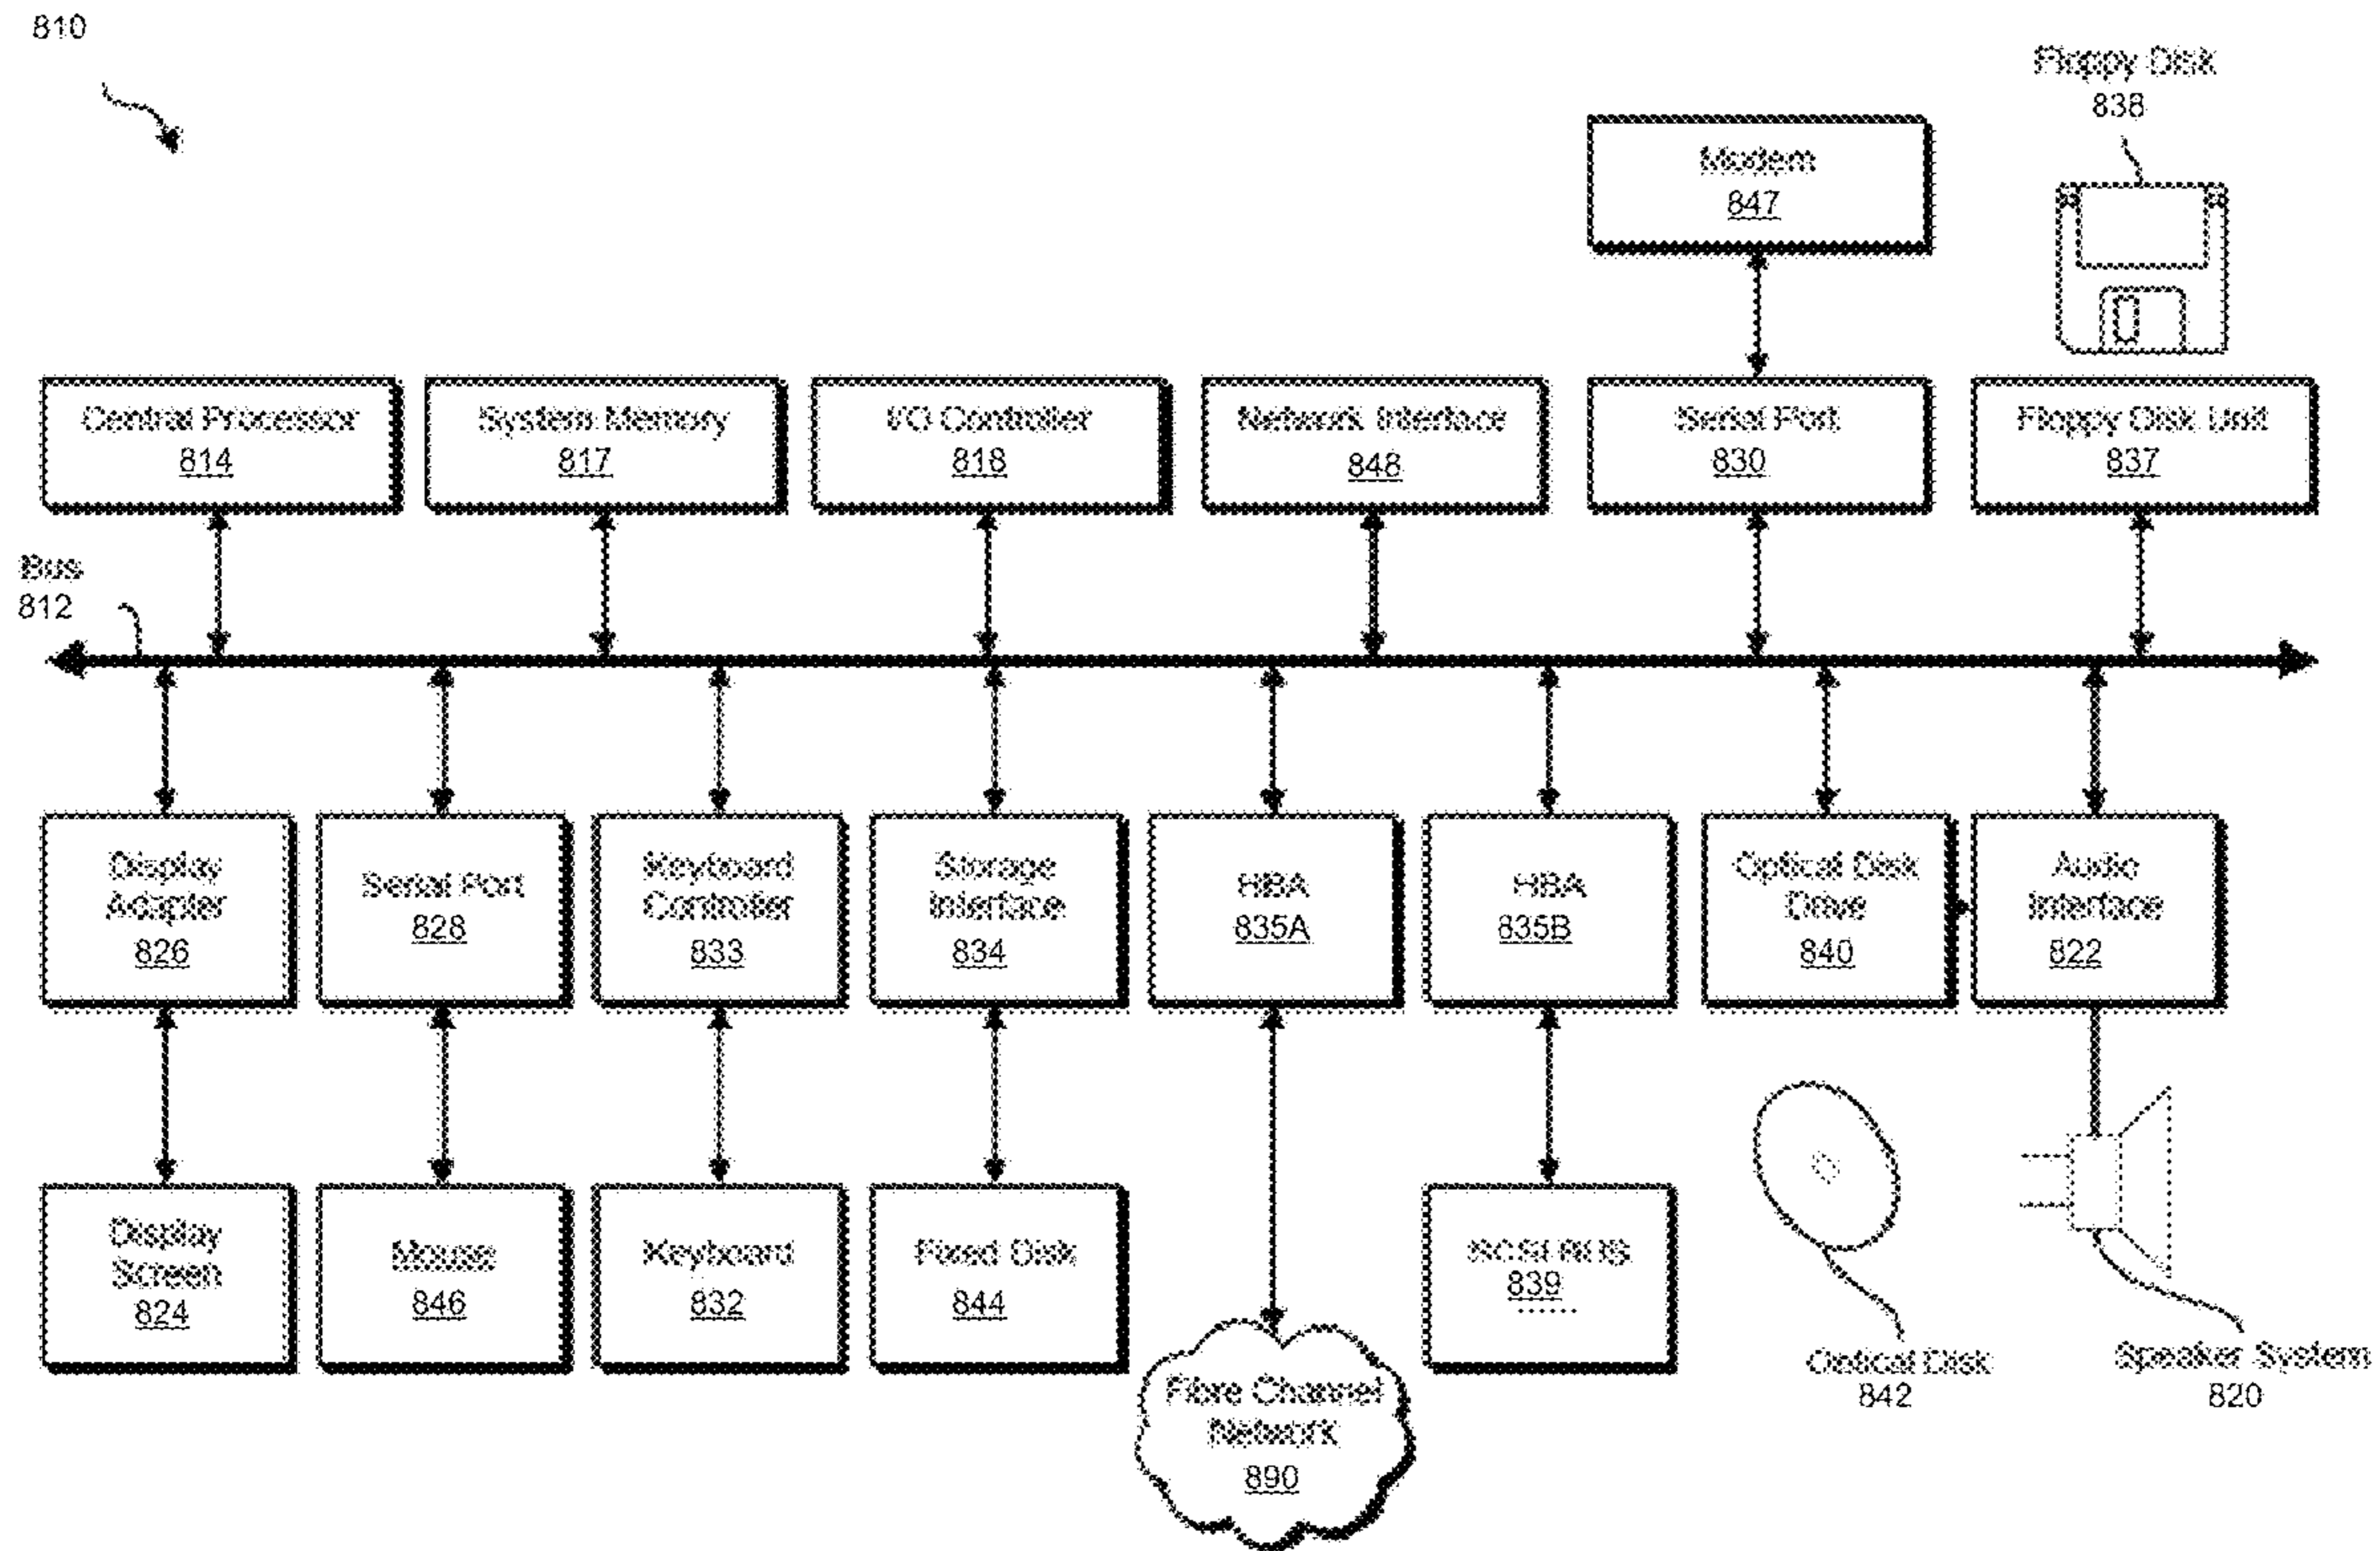 810
Floppy Disk
838
Modem
847
Central Processor
814
System Memory
817
I/O Controller
818
Network Interface
848
Serial Port
830
Floppy Disk Unit
837
Bus
812
Display
Adapter
826
Serial Port
828
Keyboard
Controller
833
Storage
Interface
834
HBA
835A
HBA
835B
Optical Disk
Drive
840
Audio
Interface
822
Display
Screen
824
Mouse
846
Keyboard
832
Fixed Disk
844
Fibre Channel
Network
890
SCSI BUS
839
Optical Disk
842
Speaker System
820